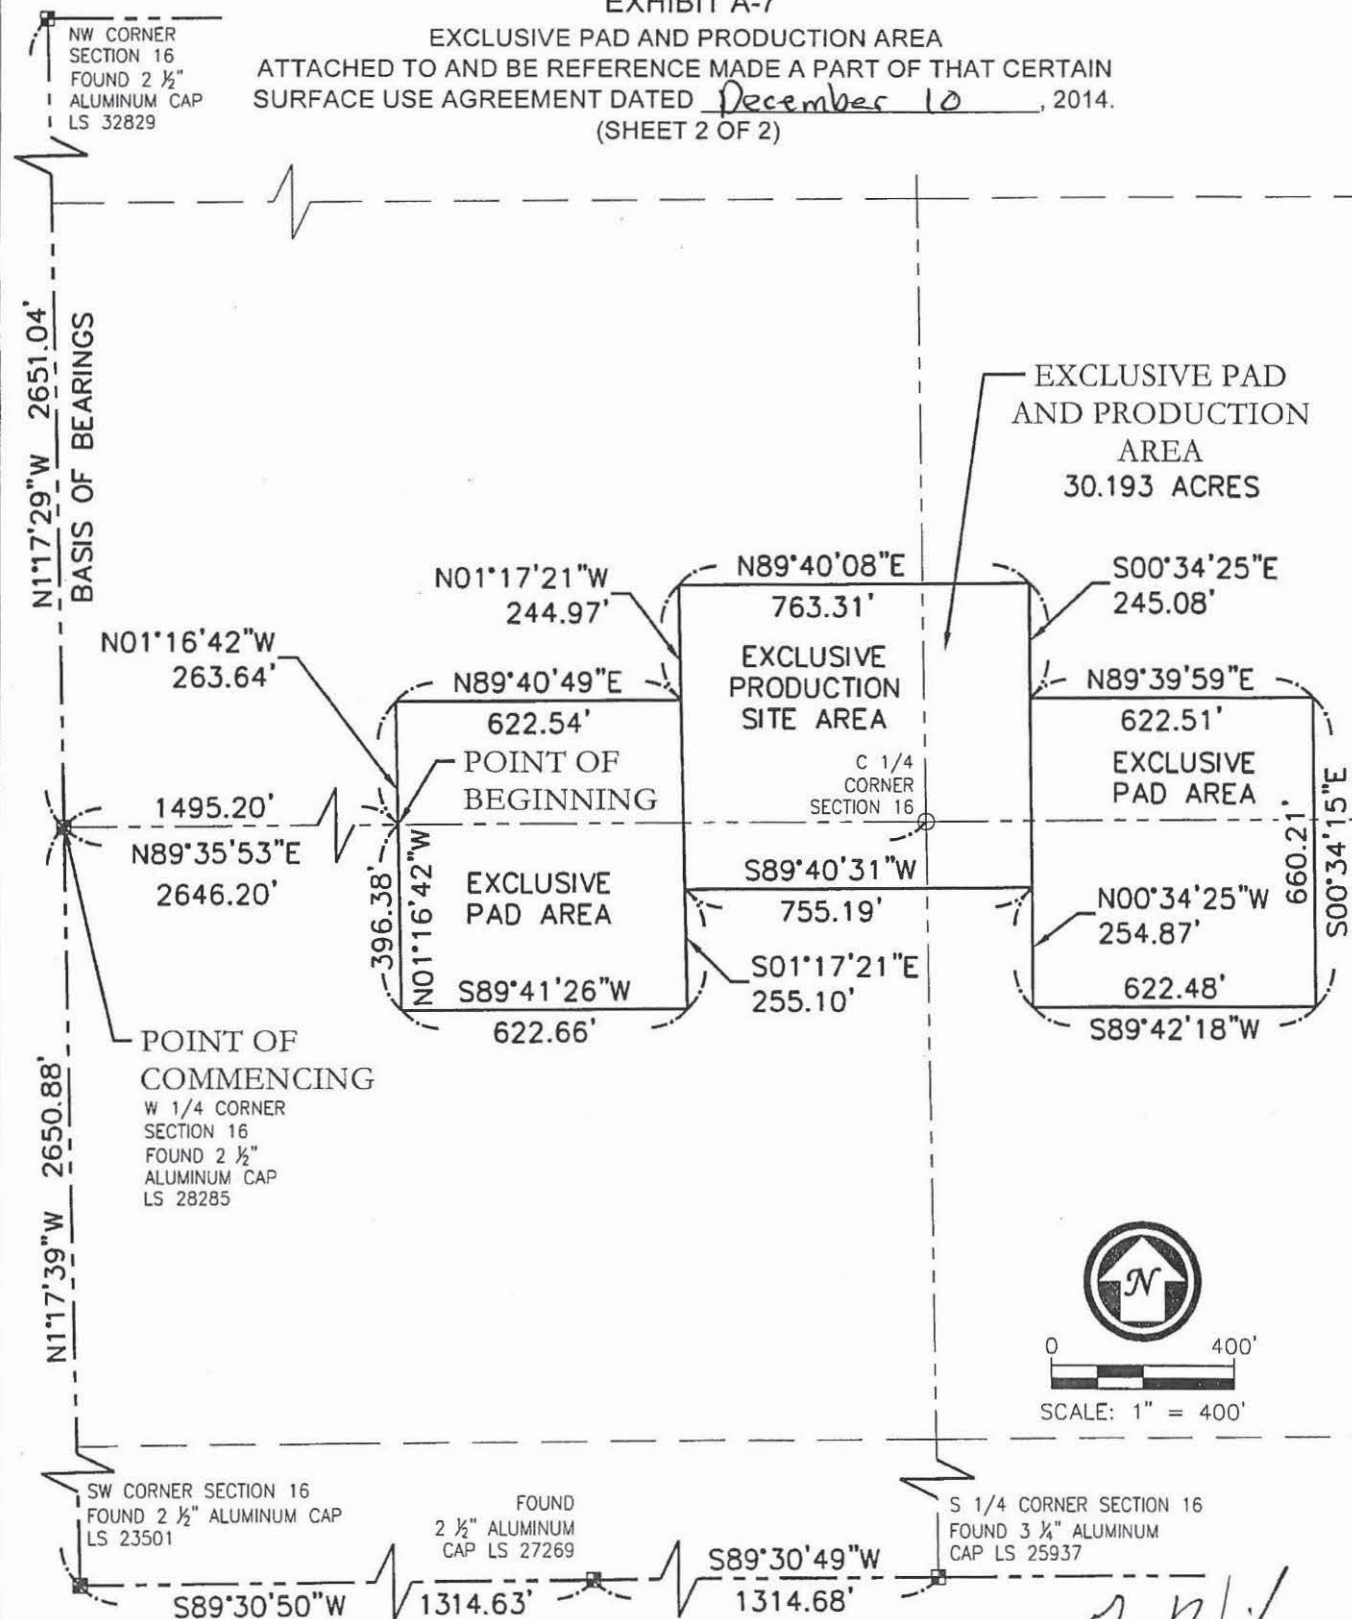 EXHIBIT A-7
EXCLUSIVE PAD AND PRODUCTION AREA
ATTACHED TO AND BE REFERENCE MADE A PART OF THAT CERTAIN
SURFACE USE AGREEMENT DATED December 10, 2014.
(SHEET 2 OF 2)
NW CORNER
SECTION 16
FOUND 2 ½"
ALUMINUM CAP
LS 32829
N1°17'29"W 2651.04'
BASIS OF BEARINGS
EXCLUSIVE PAD
AND PRODUCTION
AREA
30.193 ACRES
N01°17'21"W
244.97'
N89°40'08"E
763.31'
S00°34'25"E
245.08'
N01°16'42"W
263.64'
N89°40'49"E
622.54'
EXCLUSIVE
PRODUCTION
SITE AREA
N89°39'59"E
622.51'
POINT OF
BEGINNING
C 1/4
CORNER
SECTION 16
EXCLUSIVE
PAD AREA
1495.20'
N89°35'53"E
2646.20'
396.38'
N01°16'42"W
EXCLUSIVE
PAD AREA
S89°40'31"W
755.19'
N00°34'25"W
254.87'
660.21'
S00°34'15"E
S89°41'26"W
622.66'
S01°17'21"E
255.10'
622.48'
S89°42'18"W
POINT OF
COMMENCING
W 1/4 CORNER
SECTION 16
FOUND 2 ½"
ALUMINUM CAP
LS 28285
N1°17'39"W 2650.88'
N
0 400'
SCALE: 1" = 400'
SW CORNER SECTION 16
FOUND 2 ½" ALUMINUM CAP
LS 23501
FOUND
2 ½" ALUMINUM
CAP LS 27269
S 1/4 CORNER SECTION 16
FOUND 3 ¼" ALUMINUM
CAP LS 25937
S89°30'50"W
1314.63'
S89°30'49"W
1314.68'